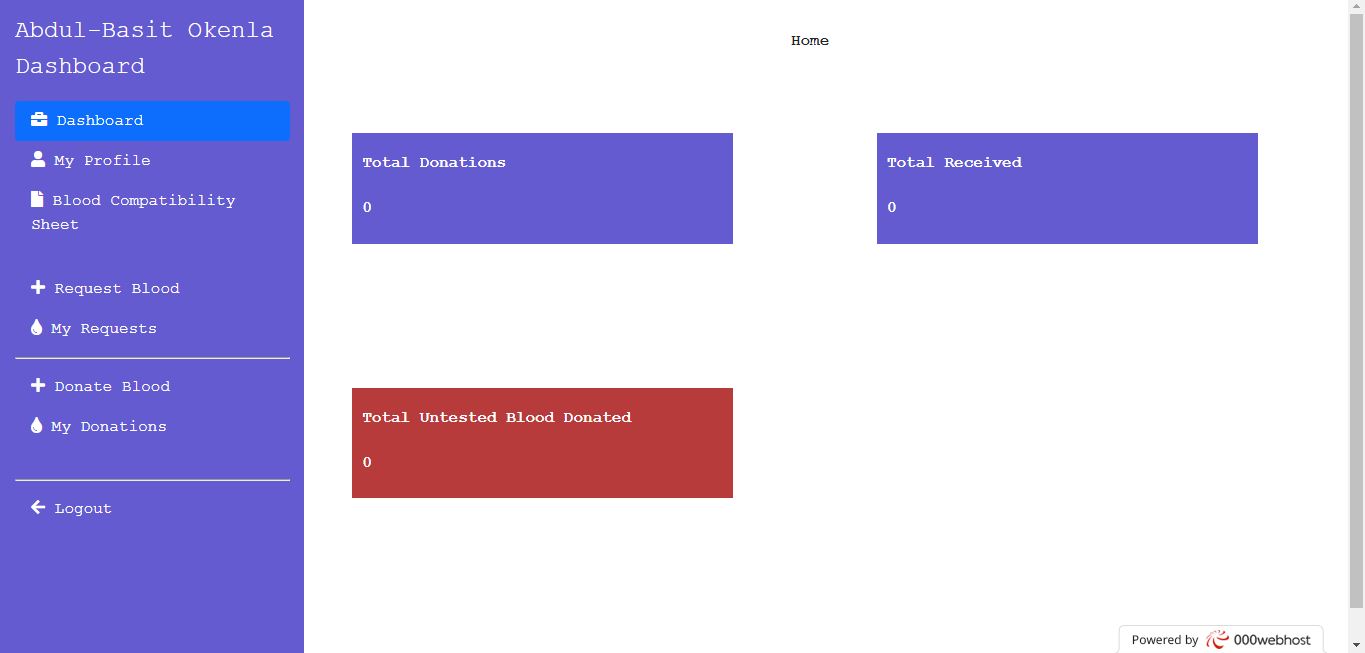 Abdul-Basit Okenla
Dashboard
Dashboard
My Profile
Blood Compatibility
Sheet
Request Blood
My Requests
Donate Blood
My Donations
Logout
Home
Total Donations
0
Total Received
0
Total Untested Blood Donated
0
Powered by 000webhost